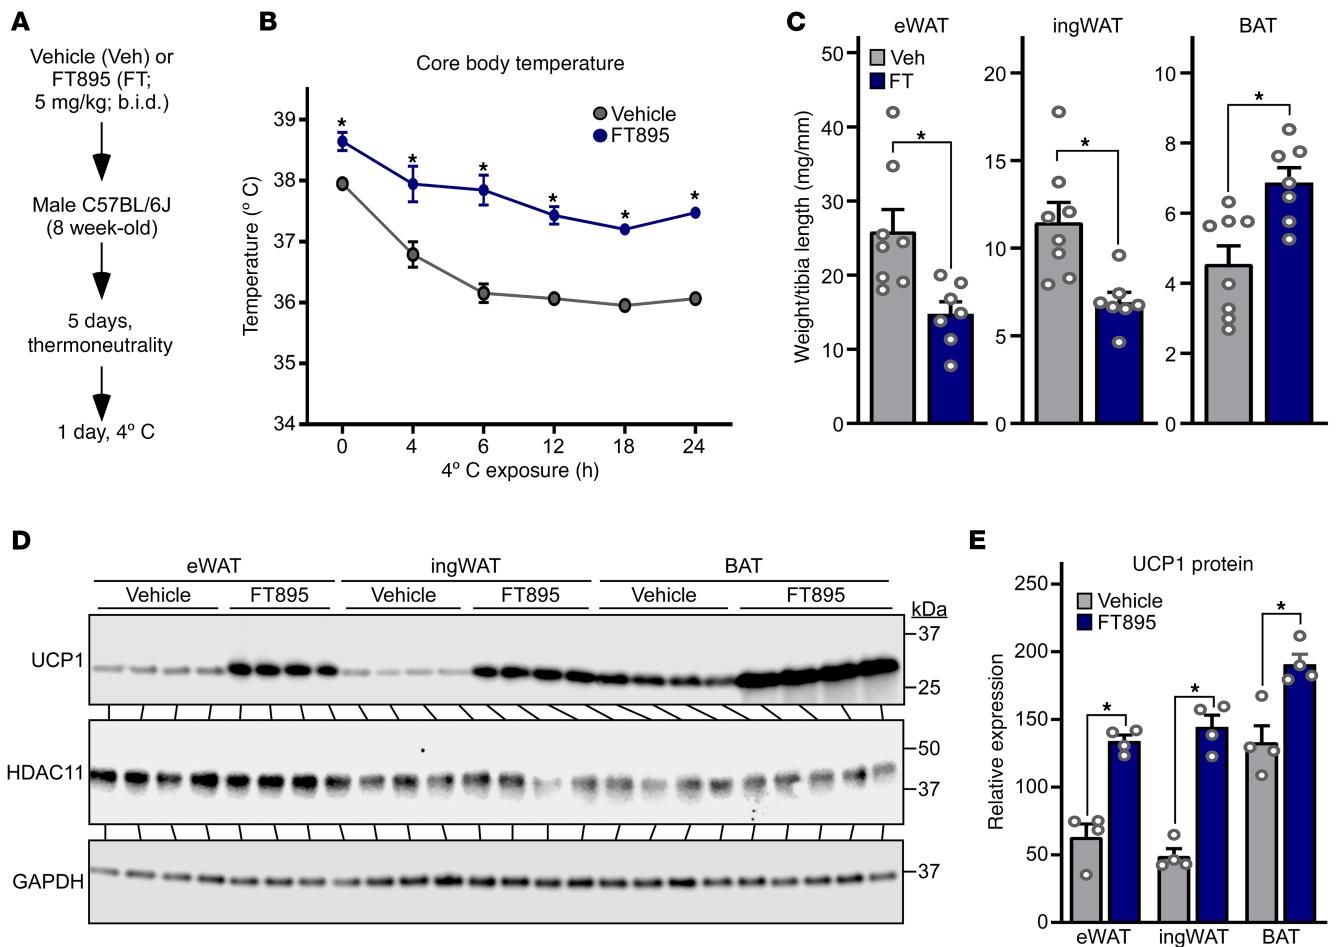 A
Vehicle (Veh) or
FT895 (FT;
5 mg/kg; b.i.d.)
Male C57BL/6J
(8 week-old)
5 days,
thermoneutrality
1 day, 4º C
B
Core body temperature
Temperature (º C)
39
38
37
36
35
34
Vehicle
FT895
*
*
*
*
*
*
0
4
6
12
18
24
4º C exposure (h)
C
Weight/tibia length (mg/mm)
eWAT
Veh
FT
50
40
30
20
10
0
*
ingWAT
20
15
10
5
0
*
BAT
10
8
6
4
2
0
*
D
eWAT
ingWAT
BAT
Vehicle
FT895
Vehicle
FT895
Vehicle
FT895
kDa
UCP1
37
25
HDAC11
50
37
GAPDH
37
E
UCP1 protein
Relative expression
Vehicle
FT895
250
200
150
100
50
0
*
*
*
eWAT
ingWAT
BAT